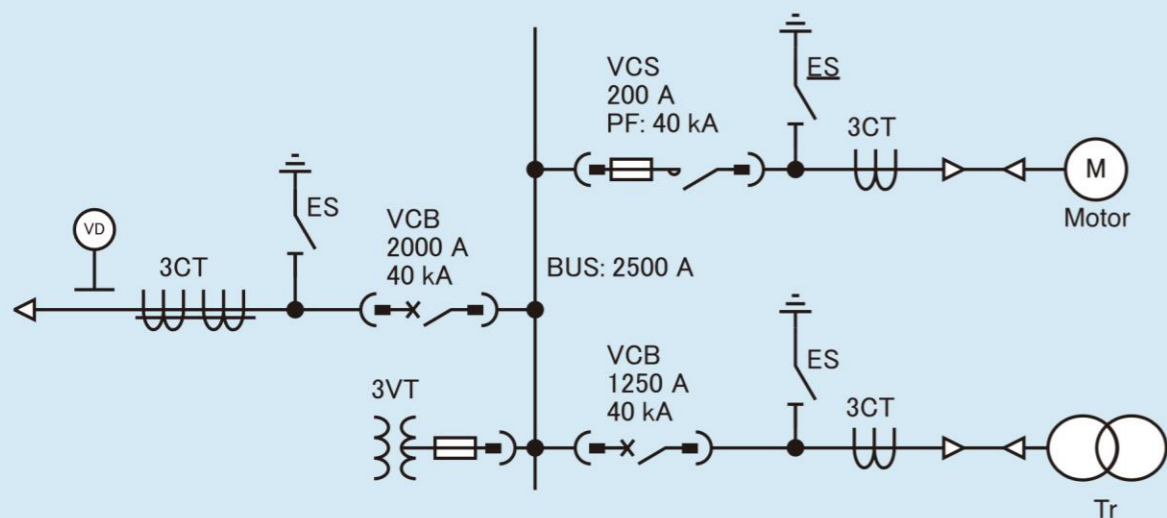 VCS
200 A
PF: 40 kA
ES
3CT
M
Motor
VD
3CT
ES
VCB
2000 A
40 kA
BUS: 2500 A
3VT
VCB
1250 A
40 kA
ES
3CT
Tr